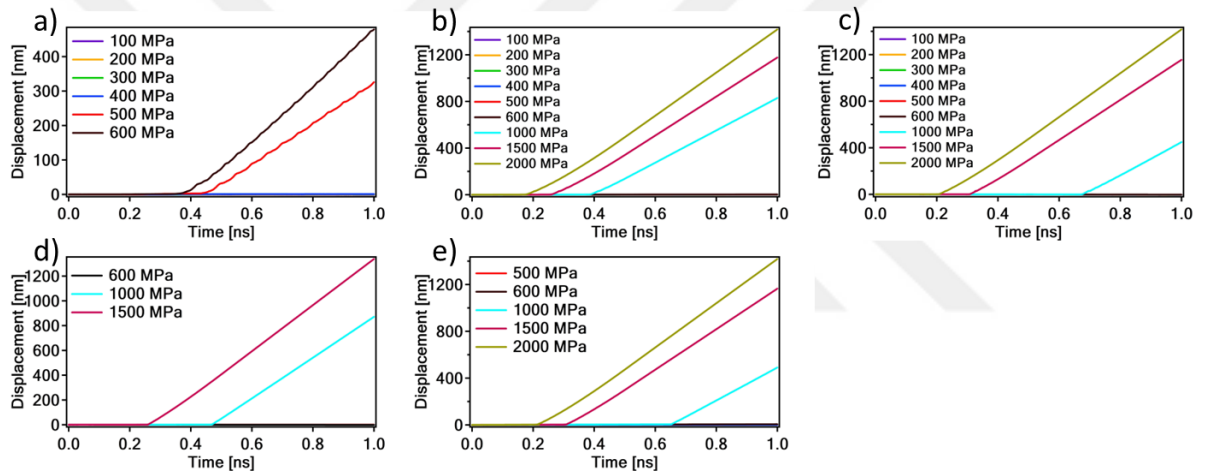 a)
Displacement [nm]
400
300
200
100
0
100 MPa
200 MPa
300 MPa
400 MPa
500 MPa
600 MPa
0.0 0.2 0.4 0.6 0.8 1.0
Time [ns]
b)
Displacement [nm]
1200
800
400
0
100 MPa
200 MPa
300 MPa
400 MPa
500 MPa
600 MPa
1000 MPa
1500 MPa
2000 MPa
0.0 0.2 0.4 0.6 0.8 1.0
Time [ns]
c)
Displacement [nm]
1200
800
400
0
100 MPa
200 MPa
300 MPa
400 MPa
500 MPa
600 MPa
1000 MPa
1500 MPa
2000 MPa
0.0 0.2 0.4 0.6 0.8 1.0
Time [ns]
d)
Displacement [nm]
1200
1000
800
600
400
200
0
600 MPa
1000 MPa
1500 MPa
0.0 0.2 0.4 0.6 0.8 1.0
Time [ns]
e)
Displacement [nm]
1200
800
400
0
500 MPa
600 MPa
1000 MPa
1500 MPa
2000 MPa
0.0 0.2 0.4 0.6 0.8 1.0
Time [ns]